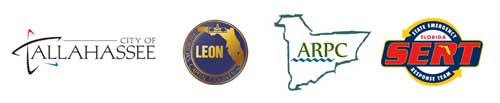 CITY OF
TALLAHASSEE
LEON
ARPC
STATE EMERGENCY
FLORIDA
SERT
RESPONSE TEAM